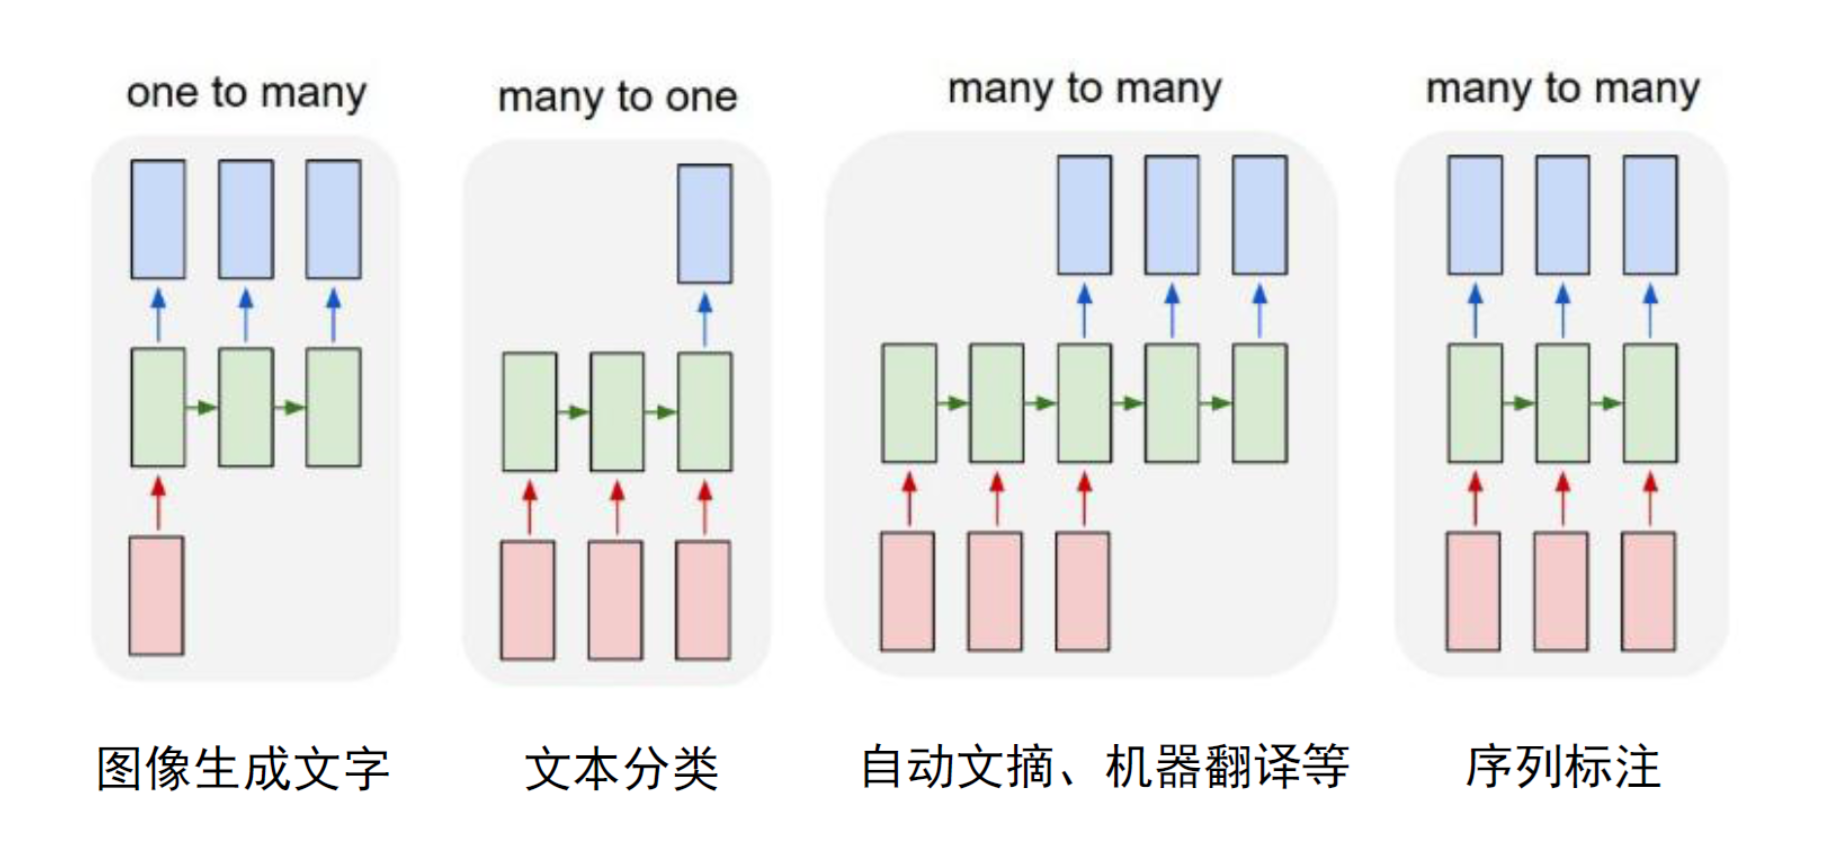 one to many
many to one
many to many
many to many
图像生成文字
文本分类
自动文摘、机器翻译等
序列标注